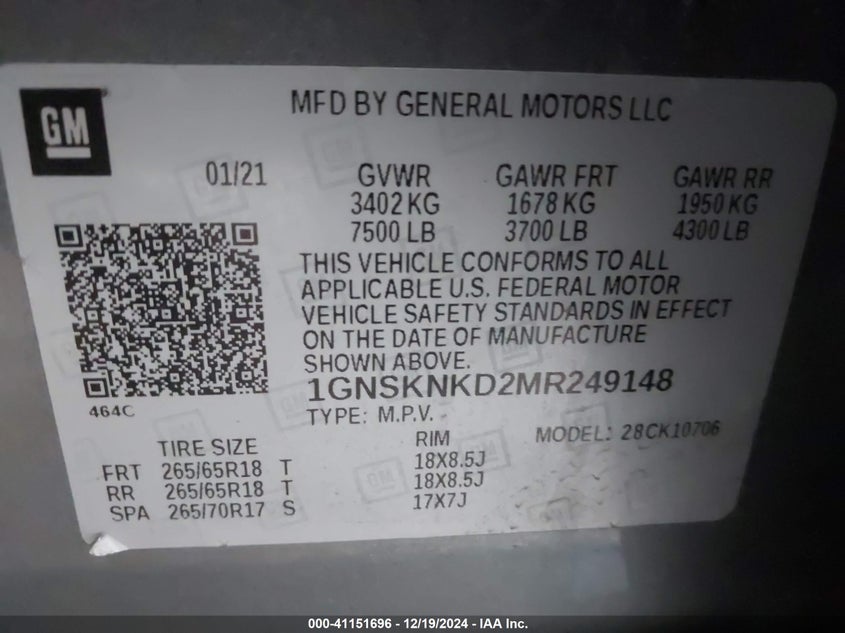 GM
MFD BY GENERAL MOTORS LLC
01/21 GVWR GAWR FRT GAWR RR
3402 KG 1678 KG 1950 KG
7500 LB 3700 LB 4300 LB
THIS VEHICLE CONFORMS TO ALL
APPLICABLE U.S. FEDERAL MOTOR
VEHICLE SAFETY STANDARDS IN EFFECT
ON THE DATE OF MANUFACTURE
SHOWN ABOVE.
1GNSKNKD2MR249148
464C
TYPE: M.P.V.
MODEL: 28CK10706
TIRE SIZE RIM
FRT 265/65R18 T 18X8.5J
RR 265/65R18 T 18X8.5J
SPA 265/70R17 S 17X7J
000-41151696 - 12/19/2024 - IAA Inc.